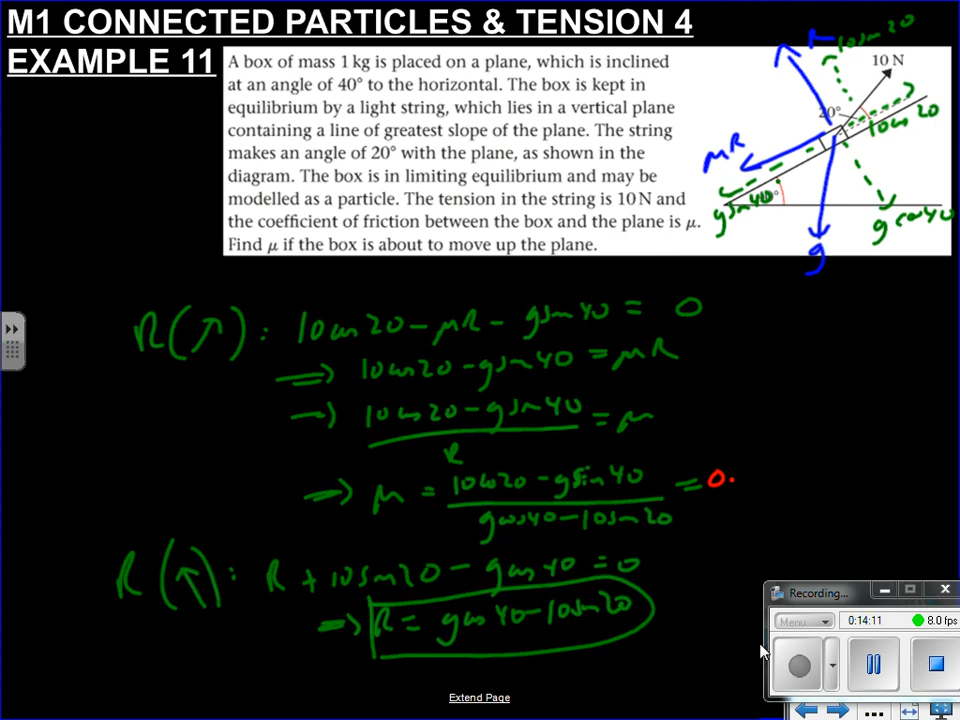 M1 CONNECTED PARTICLES & TENSION 4
EXAMPLE 11
A box of mass 1 kg is placed on a plane, which is inclined
at an angle of 40° to the horizontal. The box is kept in
equilibrium by a light string, which lies in a vertical plane
containing a line of greatest slope of the plane. The string
makes an angle of 20° with the plane, as shown in the
diagram. The box is in limiting equilibrium and may be
modelled as a particle. The tension in the string is 10 N and
the coefficient of friction between the box and the plane is μ.
Find μ if the box is about to move up the plane.
R
10sin20
10 N
20°
10cos20
μR
gsin40
gcos40
g
R(↗): 10cos20 - μR - gsin40 = 0
⇒ 10cos20 - gsin40 = μR
⇒ 10cos20 - gsin40 / R = μ
⇒ μ = 10cos20 - gsin40 / gcos40 - 10sin20 = 0.
R(↖): R + 10sin20 - gcos40 = 0
⇒ R = gcos40 - 10sin20
Recording...
Menu
0:14:11
8.0 fps
Extend Page